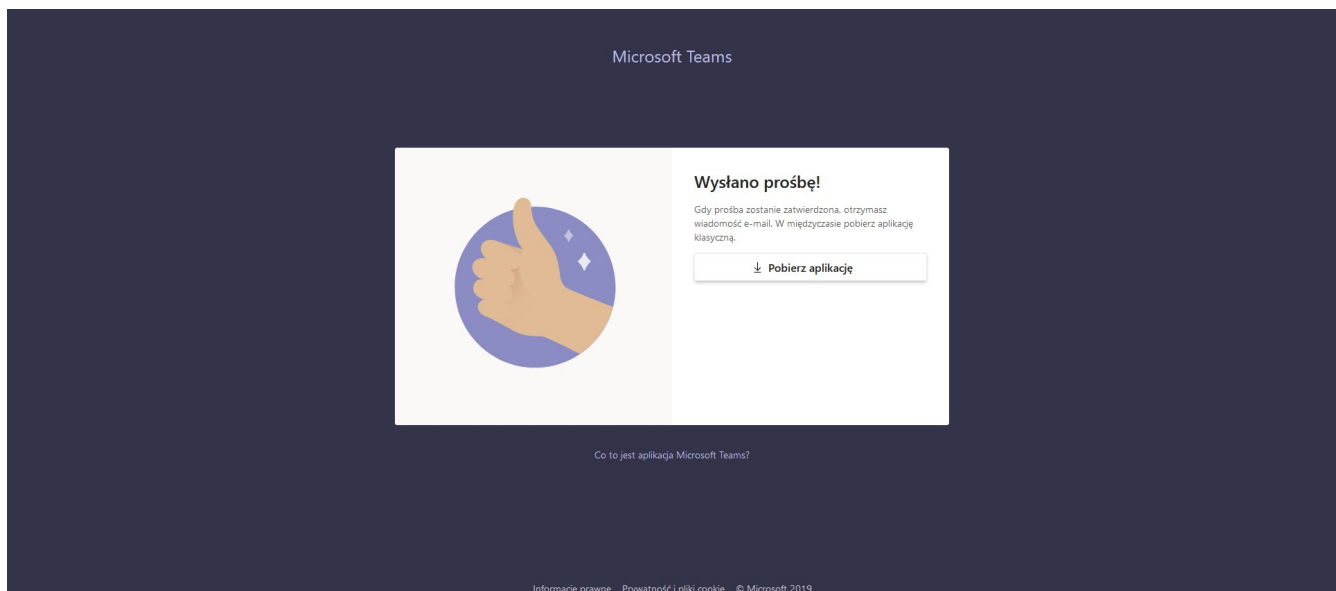 Microsoft Teams
Wysłano prośbę!
Gdy prośba zostanie zatwierdzona, otrzymasz
wiadomość e-mail. W międzyczasie pobierz aplikację
klasyczną.
Pobierz aplikację
Co to jest aplikacja Microsoft Teams?
Informacje prawne Prywatność i pliki cookie © Microsoft 2019